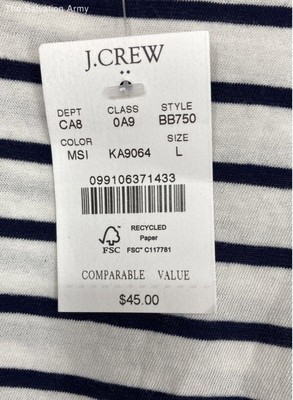 The Salvation Army
J.CREW
DEPT CLASS STYLE
CA8 0A9 BB750
COLOR SIZE
MSI KA9064 L
099106371433
RECYCLED
Paper
FSC
FSC® C117781
COMPARABLE VALUE
$45.00